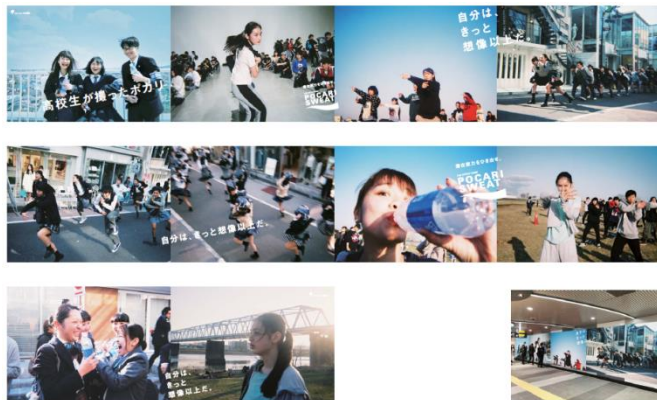 高校生が撮ったポカリ
POCARI
SWEAT
自分は、
きっと
想像以上だ。
自分は、きっと想像以上だ。
POCARI
SWEAT
自分は、
きっと
想像以上だ。